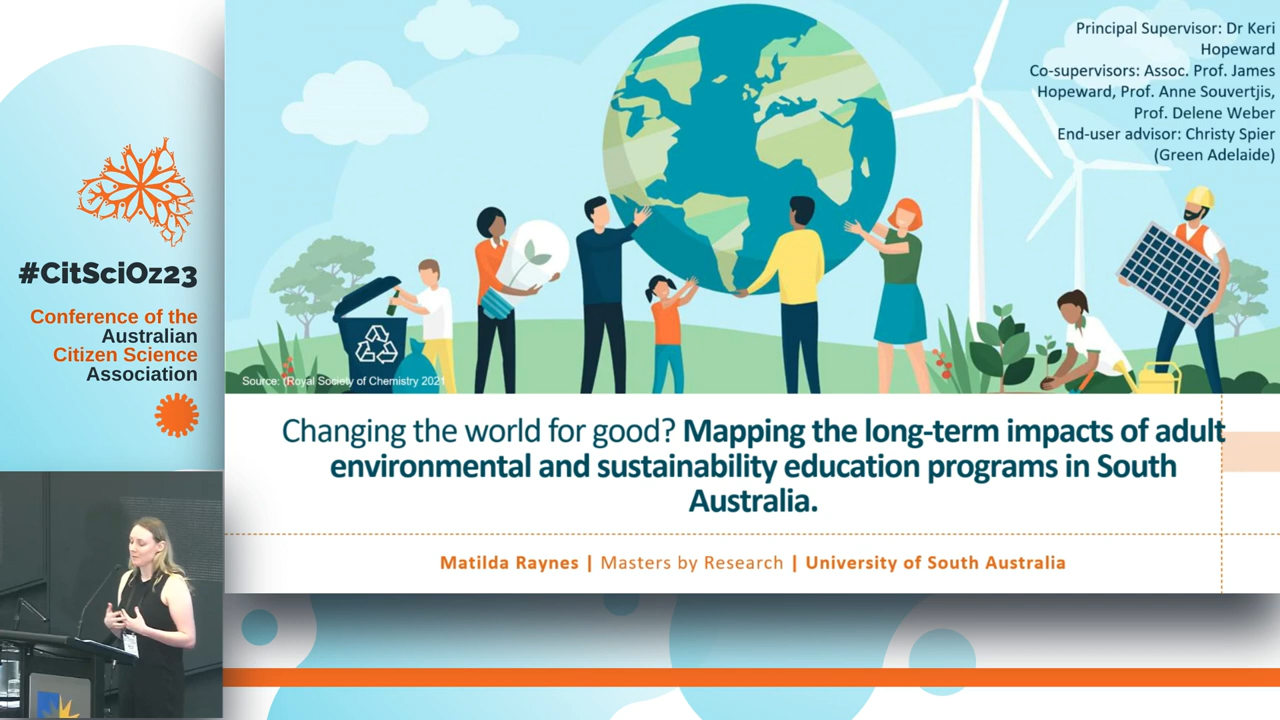 #CitSciOz23
Conference of the
Australian
Citizen Science
Association
Principal Supervisor: Dr Keri
Hopeward
Co-supervisors: Assoc. Prof. James
Hopeward, Prof. Anne Souvertjis,
Prof. Delene Weber
End-user advisor: Christy Spier
(Green Adelaide)
Source: (Royal Society of Chemistry 2021
Changing the world for good? Mapping the long-term impacts of adult
environmental and sustainability education programs in South
Australia.
Matilda Raynes | Masters by Research | University of South Australia